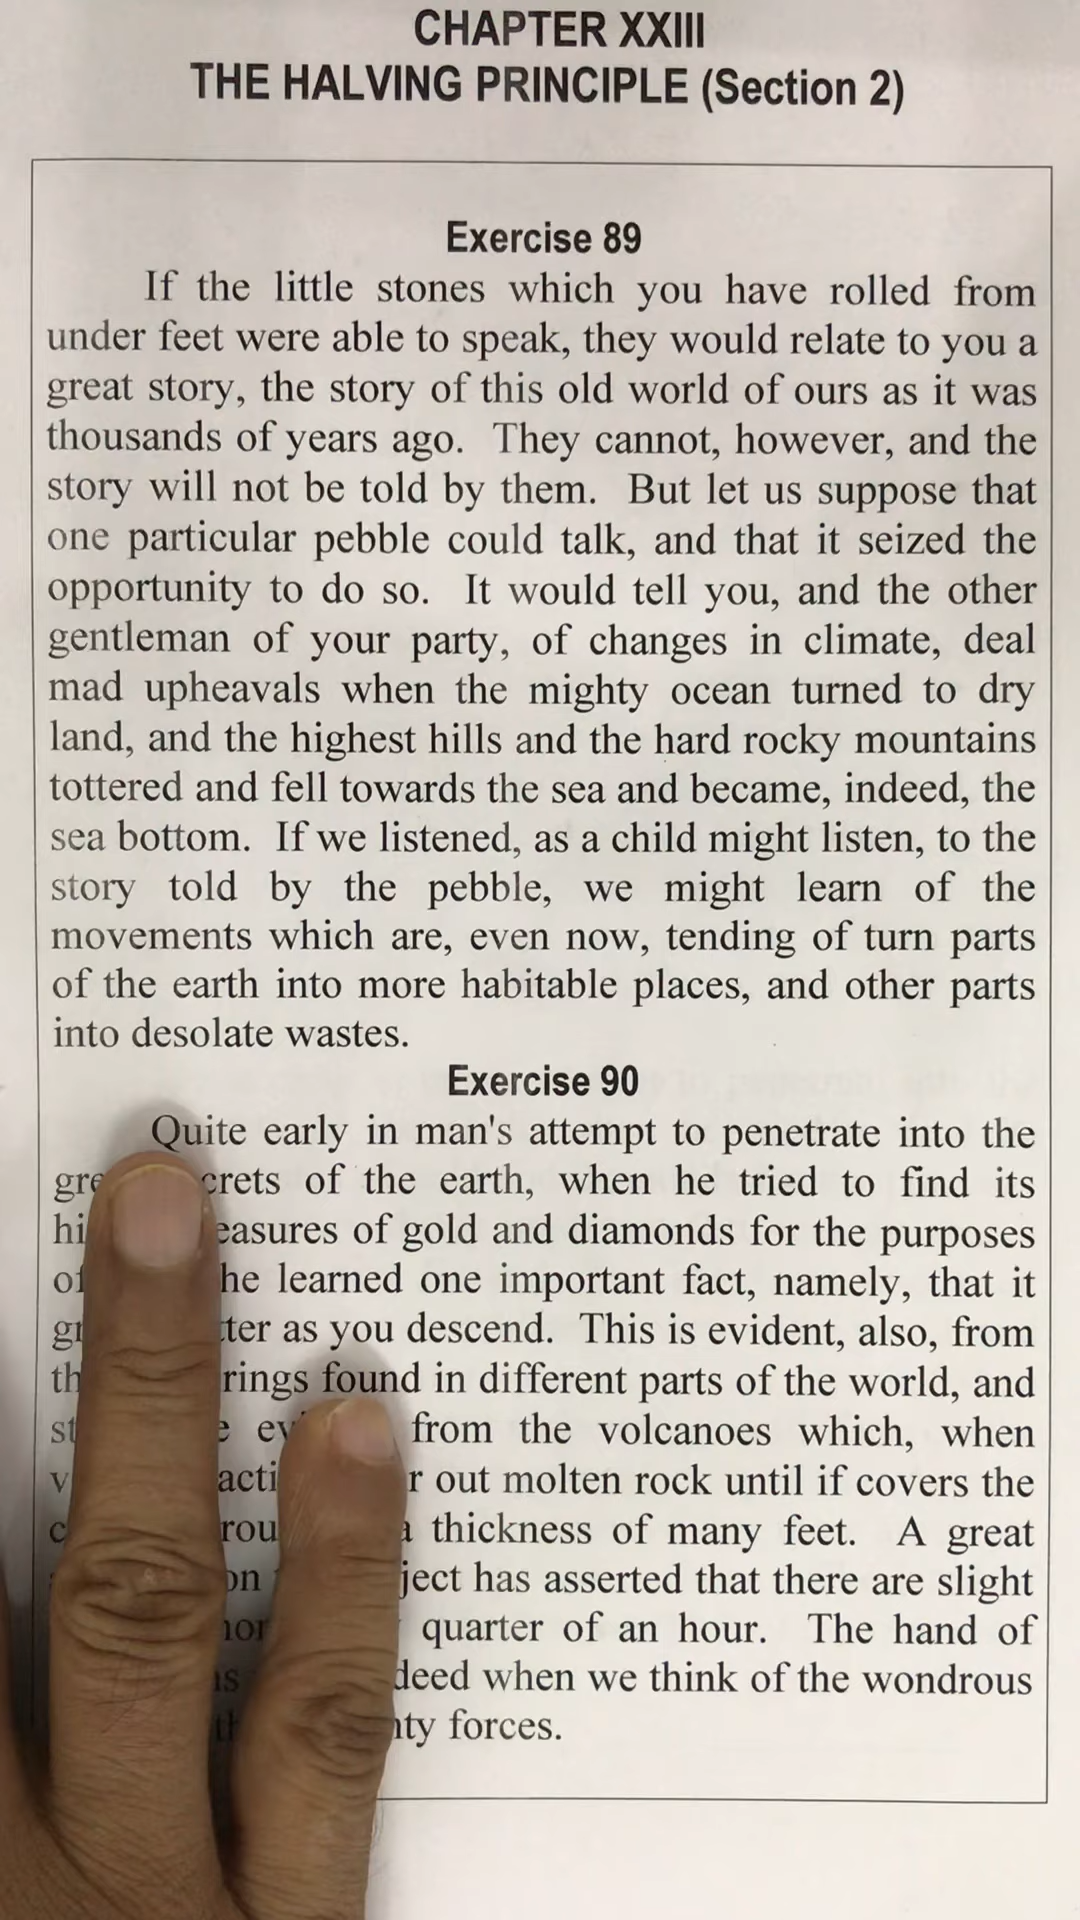 CHAPTER XXIII
THE HALVING PRINCIPLE (Section 2)
Exercise 89
If the little stones which you have rolled from
under feet were able to speak, they would relate to you a
great story, the story of this old world of ours as it was
thousands of years ago. They cannot, however, and the
story will not be told by them. But let us suppose that
one particular pebble could talk, and that it seized the
opportunity to do so. It would tell you, and the other
gentleman of your party, of changes in climate, deal
mad upheavals when the mighty ocean turned to dry
land, and the highest hills and the hard rocky mountains
tottered and fell towards the sea and became, indeed, the
sea bottom. If we listened, as a child might listen, to the
story told by the pebble, we might learn of the
movements which are, even now, tending of turn parts
of the earth into more habitable places, and other parts
into desolate wastes.
Exercise 90
Quite early in man's attempt to penetrate into the
of the earth, when he tried to find its
of gold and diamonds for the purposes
he learned one important fact, namely, that it
as you descend. This is evident, also, from
found in different parts of the world, and
from the volcanoes which, when
out molten rock until if covers the
thickness of many feet. A great
has asserted that there are slight
quarter of an hour. The hand of
when we think of the wondrous
forces.